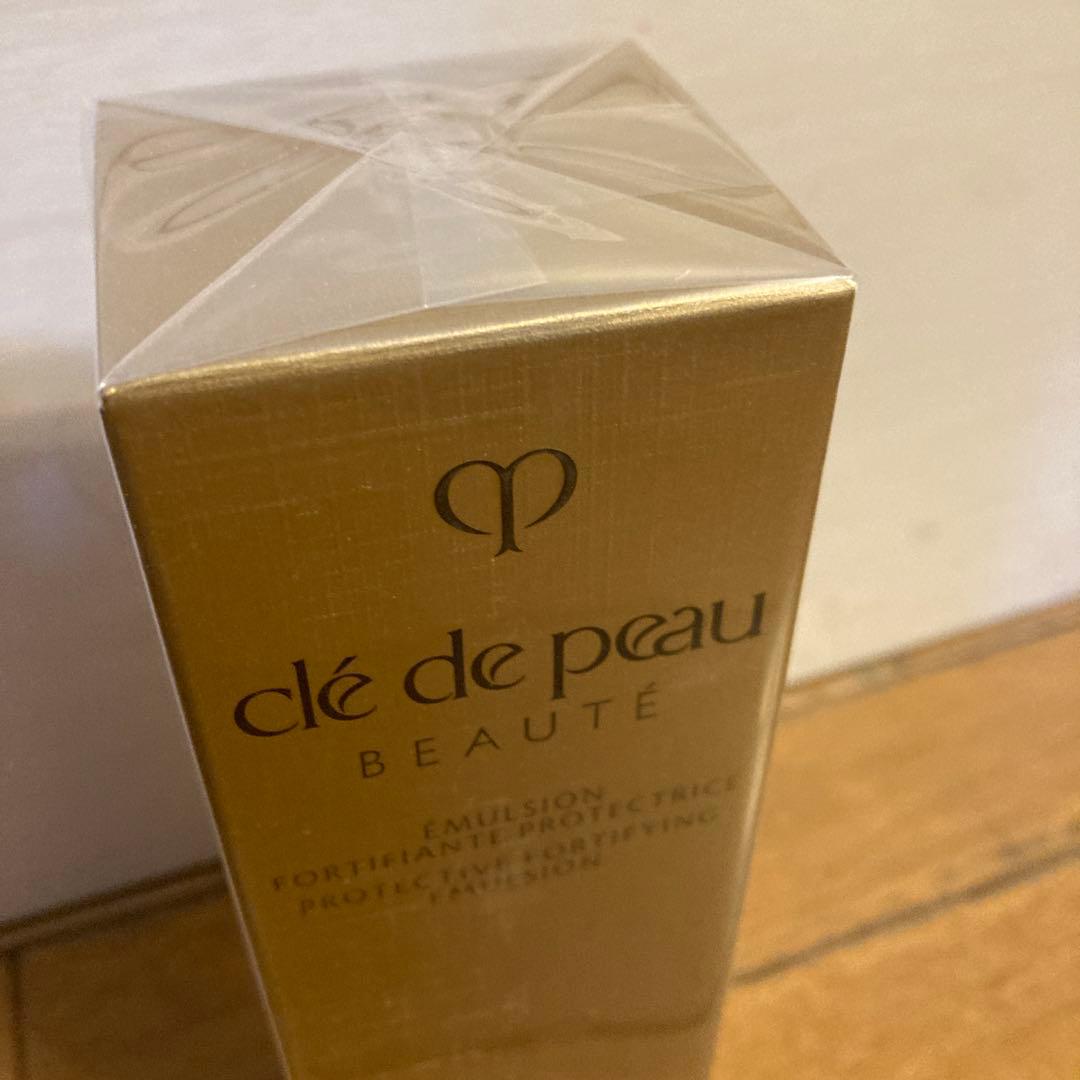 clé de peau
BEAUTÉ
ÉMULSION
FORTIFIANTE PROTECTRICE
PROTECTIVE FORTIFYING
EMULSION